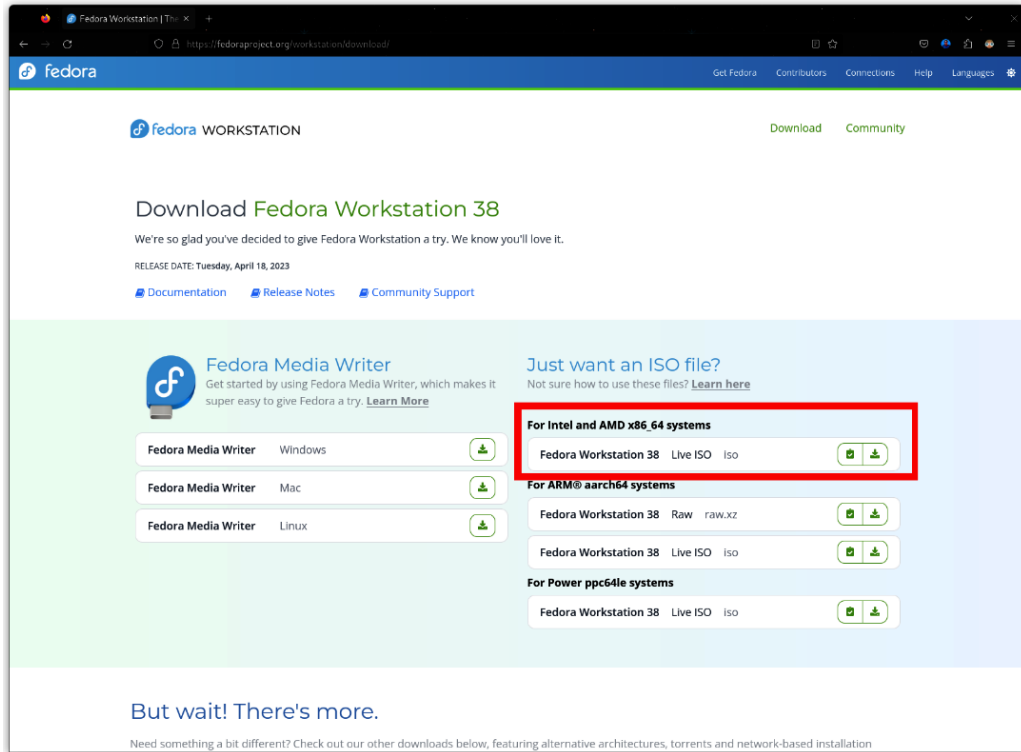 Fedora Workstation | The
https://fedoraproject.org/workstation/download/
fedora
Get Fedora Contributors Connections Help Languages
fedora WORKSTATION
Download Community
Download Fedora Workstation 38
We're so glad you've decided to give Fedora Workstation a try. We know you'll love it.
RELEASE DATE: Tuesday, April 18, 2023
Documentation Release Notes Community Support
Fedora Media Writer
Get started by using Fedora Media Writer, which makes it
super easy to give Fedora a try. Learn More
Fedora Media Writer Windows
Fedora Media Writer Mac
Fedora Media Writer Linux
Just want an ISO file?
Not sure how to use these files? Learn here
For Intel and AMD x86_64 systems
Fedora Workstation 38 Live ISO iso
For ARM® aarch64 systems
Fedora Workstation 38 Raw raw.xz
Fedora Workstation 38 Live ISO iso
For Power ppc64le systems
Fedora Workstation 38 Live ISO iso
But wait! There's more.
Need something a bit different? Check out our other downloads below, featuring alternative architectures, torrents and network-based installation